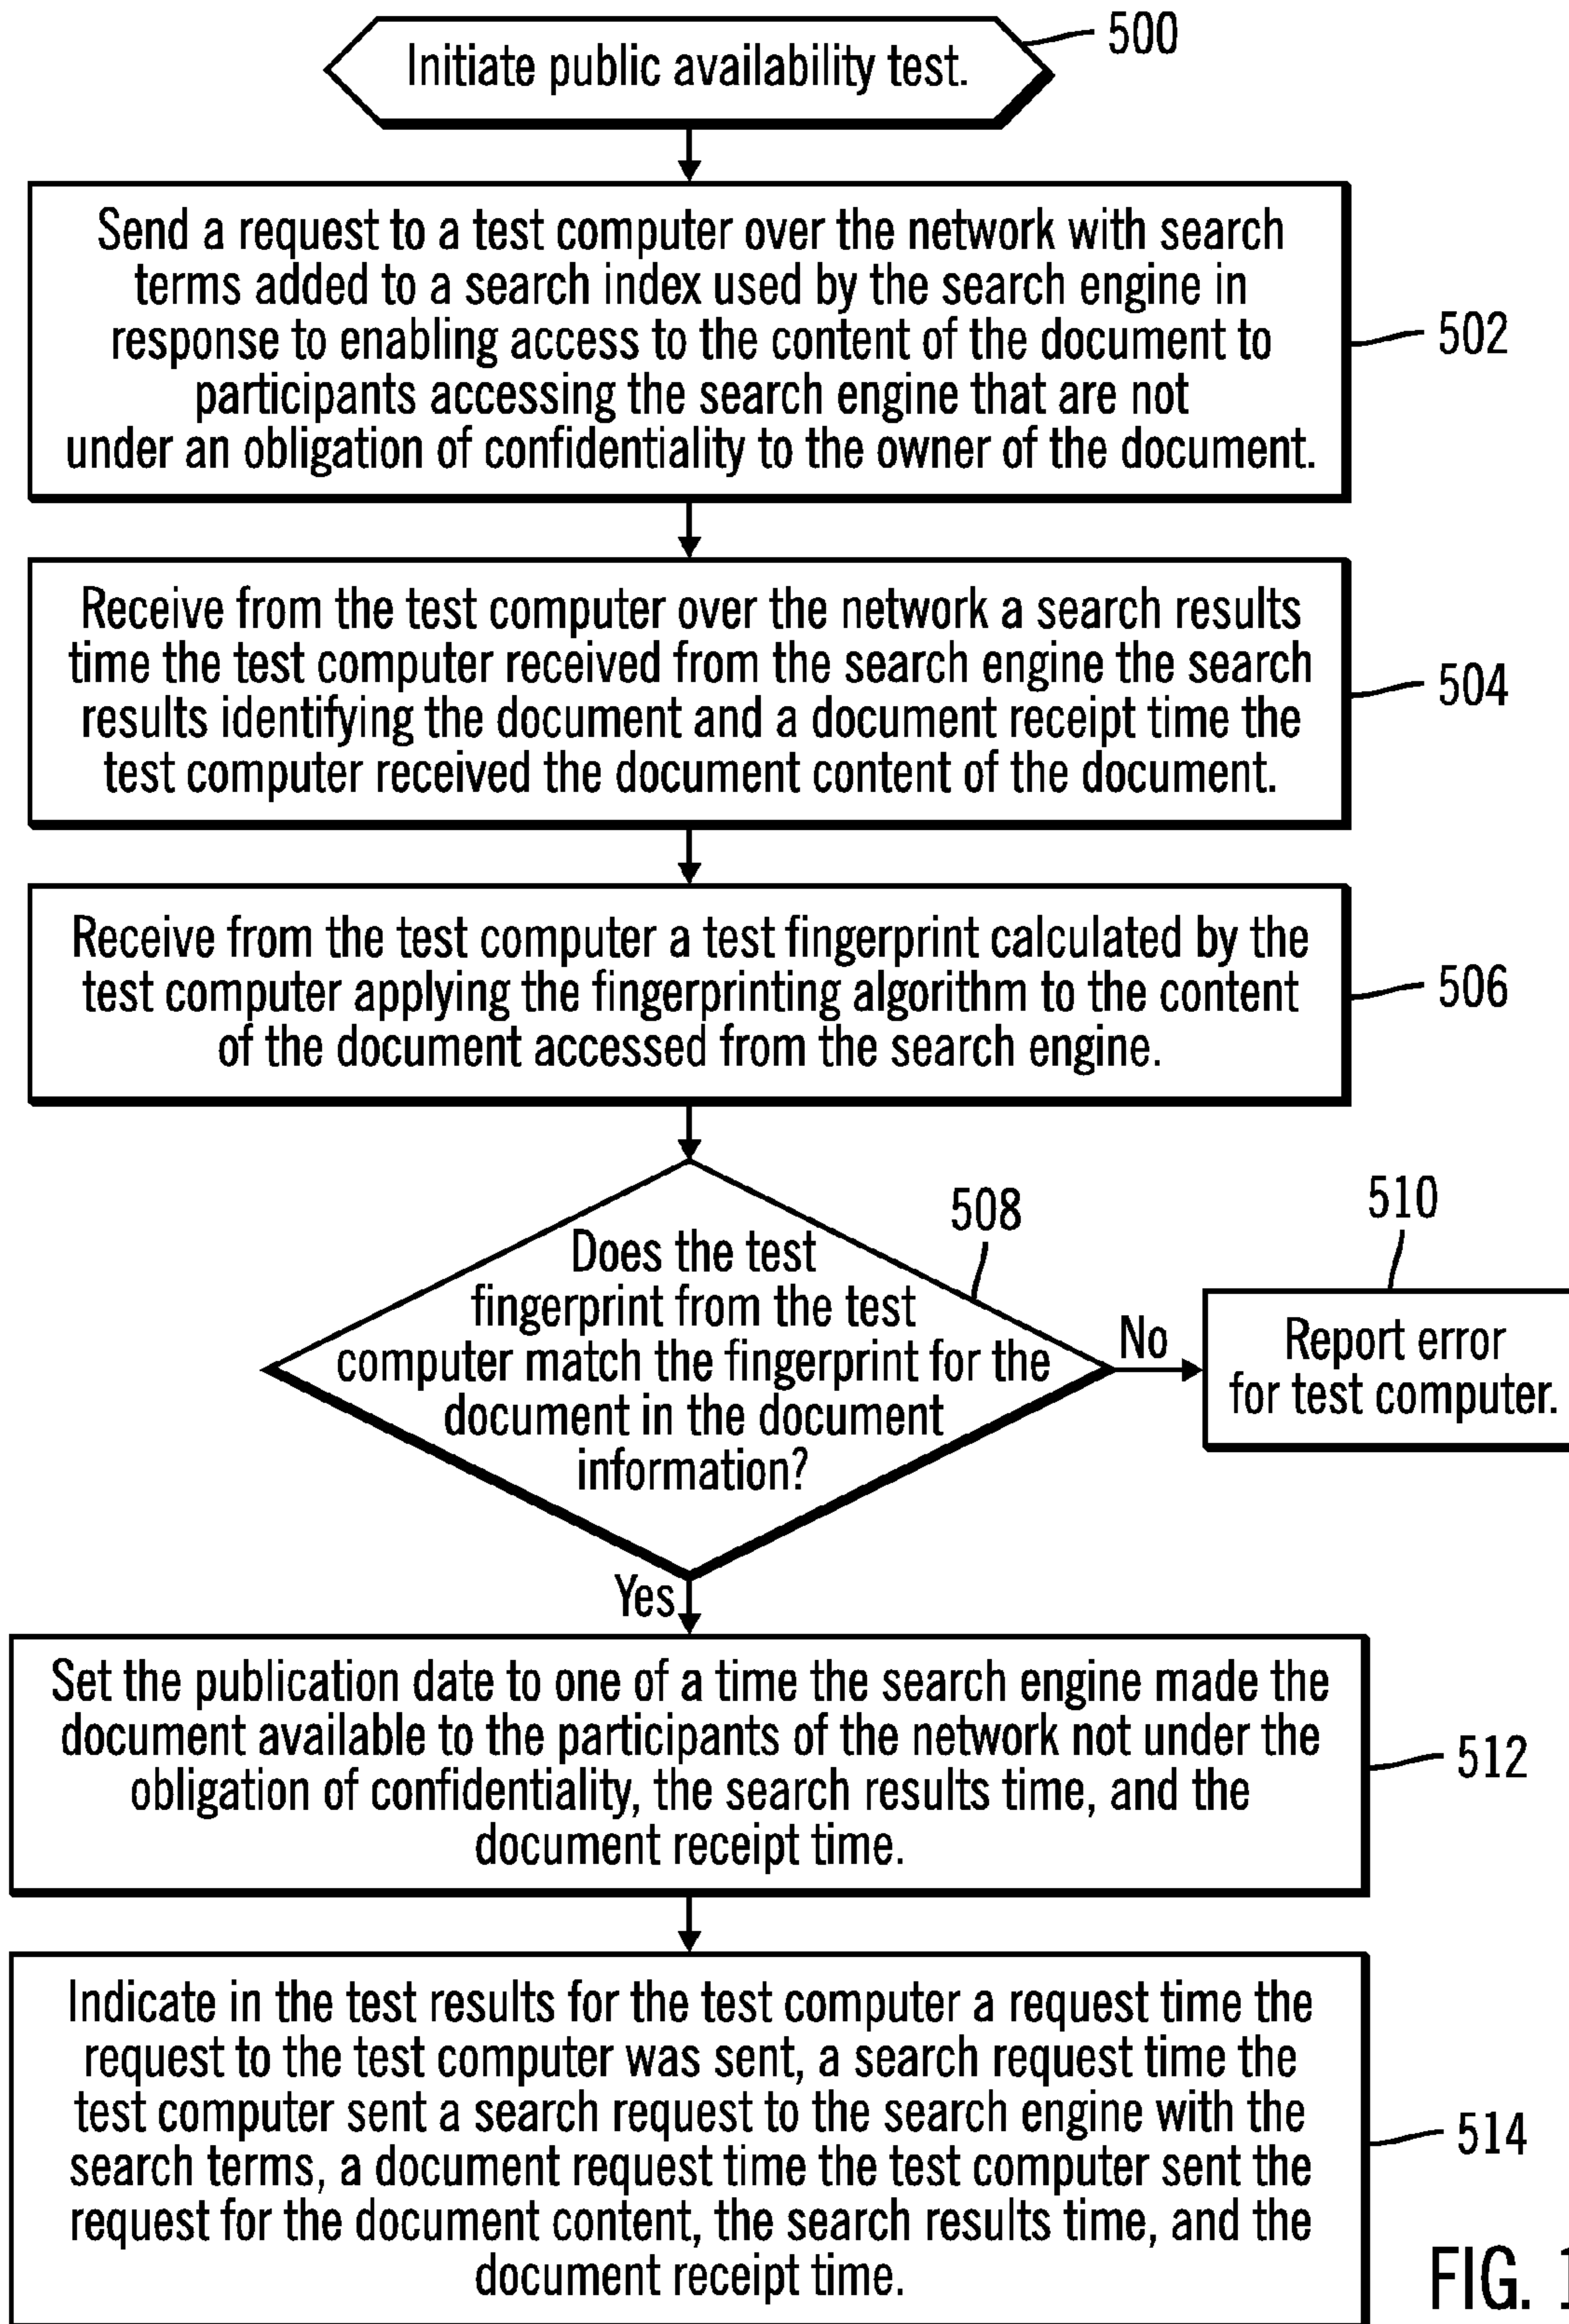 Initiate public availability test.
500
Send a request to a test computer over the network with search
terms added to a search index used by the search engine in
response to enabling access to the content of the document to
participants accessing the search engine that are not
under an obligation of confidentiality to the owner of the document.
502
Receive from the test computer over the network a search results
time the test computer received from the search engine the search
results identifying the document and a document receipt time the
test computer received the document content of the document.
504
Receive from the test computer a test fingerprint calculated by the
test computer applying the fingerprinting algorithm to the content
of the document accessed from the search engine.
506
Does the test
fingerprint from the test
computer match the fingerprint for the
document in the document
information?
508
No
510
Report error
for test computer.
Yes
Set the publication date to one of a time the search engine made the
document available to the participants of the network not under the
obligation of confidentiality, the search results time, and the
document receipt time.
512
Indicate in the test results for the test computer a request time the
request to the test computer was sent, a search request time the
test computer sent a search request to the search engine with the
search terms, a document request time the test computer sent the
request for the document content, the search results time, and the
document receipt time.
514
FIG.